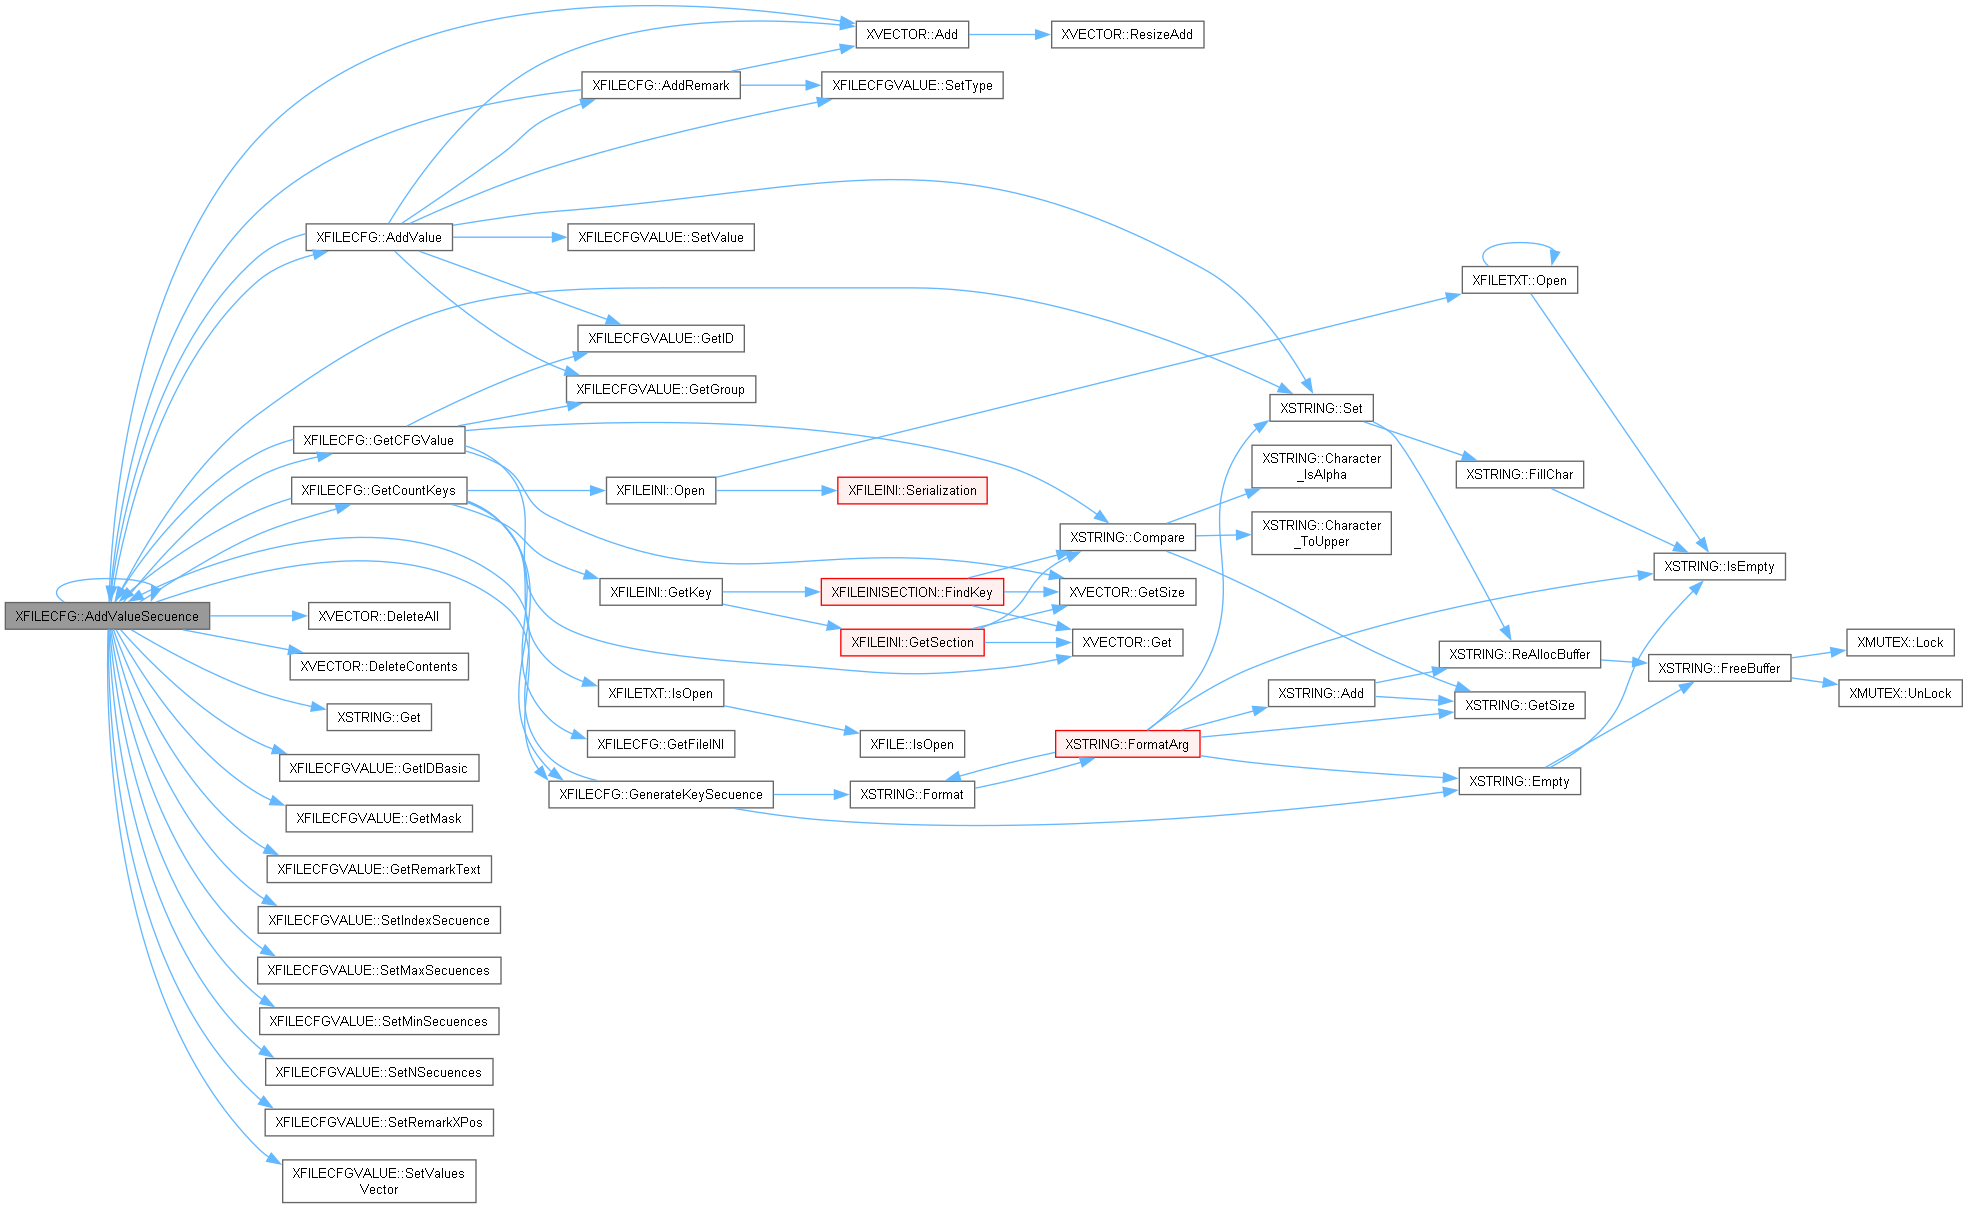 XVECTOR::Add
XVECTOR::ResizeAdd
XFILECFG::AddRemark
XFILECFGVALUE::SetType
XFILECFG::AddValue
XFILECFGVALUE::SetValue
XFILETXT::Open
XFILECFGVALUE::GetID
XFILECFGVALUE::GetGroup
XSTRING::Set
XFILECFG::GetCFGValue
XSTRING::Character
_IsAlpha
XSTRING::FillChar
XFILECFG::GetCountKeys
XFILEINI::Open
XFILEINI::Serialization
XSTRING::Compare
XSTRING::Character
_ToUpper
XSTRING::IsEmpty
XFILEINI::GetKey
XFILEINISECTION::FindKey
XVECTOR::GetSize
XFILECFG::AddValueSecuence
XVECTOR::DeleteAll
XFILEINI::GetSection
XVECTOR::Get
XSTRING::ReAllocBuffer
XSTRING::FreeBuffer
XMUTEX::Lock
XVECTOR::DeleteContents
XFILETXT::IsOpen
XSTRING::Add
XSTRING::GetSize
XMUTEX::UnLock
XSTRING::Get
XFILECFG::GetFileINI
XFILE::IsOpen
XSTRING::FormatArg
XFILECFGVALUE::GetIDBasic
XFILECFG::GenerateKeySecuence
XSTRING::Format
XSTRING::Empty
XFILECFGVALUE::GetMask
XFILECFGVALUE::GetRemarkText
XFILECFGVALUE::SetIndexSecuence
XFILECFGVALUE::SetMaxSecuences
XFILECFGVALUE::SetMinSecuences
XFILECFGVALUE::SetNSecuences
XFILECFGVALUE::SetRemarkXPos
XFILECFGVALUE::SetValues
Vector